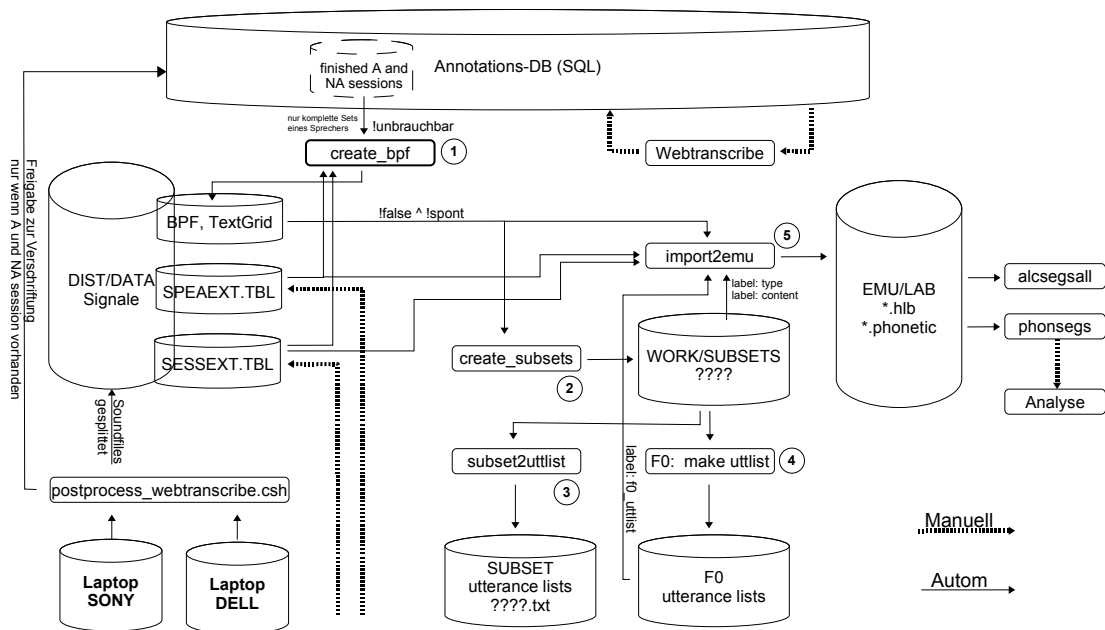 finished A and
NA sessions
Annotations-DB (SQL)
nur komplette Sets
eines Sprechers
!unbraubar
create_bpf
1
Webtranscribe
Freigabe zur Verschriftung
nur wenn A und NA session vorhanden
BPF, TextGrid
!false ^ !spont
5
import2emu
DIST/DATA
Signale
SPEAEXT.TBL
label: type
label: content
EMU/LAB
*.hlb
*.phonetic
alcsegsall
phonsegs
SESSEXT.TBL
create_subsets
2
WORK/SUBSETS
????
Analyse
Soundfiles
gesplittet
subset2uttlist
3
F0: make uttlist
4
label: f0_uttlist
postprocess_webtranscribe.csh
Laptop
SONY
Laptop
DELL
SUBSET
utterance lists
????.txt
F0
utterance lists
Manuell
Autom